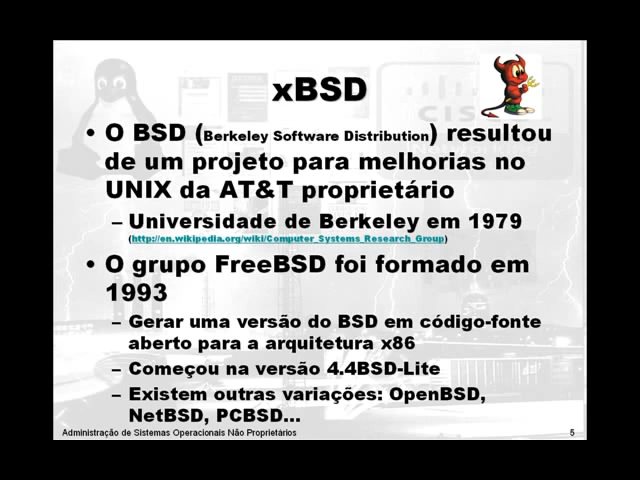 xBSD
• O BSD (Berkeley Software Distribution) resultou
de um projeto para melhorias no
UNIX da AT&T proprietário
– Universidade de Berkeley em 1979
(http://en.wikipedia.org/wiki/Computer_Systems_Research_Group)
• O grupo FreeBSD foi formado em
1993
– Gerar uma versão do BSD em código-fonte
aberto para a arquitetura x86
– Começou na versão 4.4BSD-Lite
– Existem outras variações: OpenBSD,
NetBSD, PCBSD...
Administração de Sistemas Operacionais Não Proprietários 5